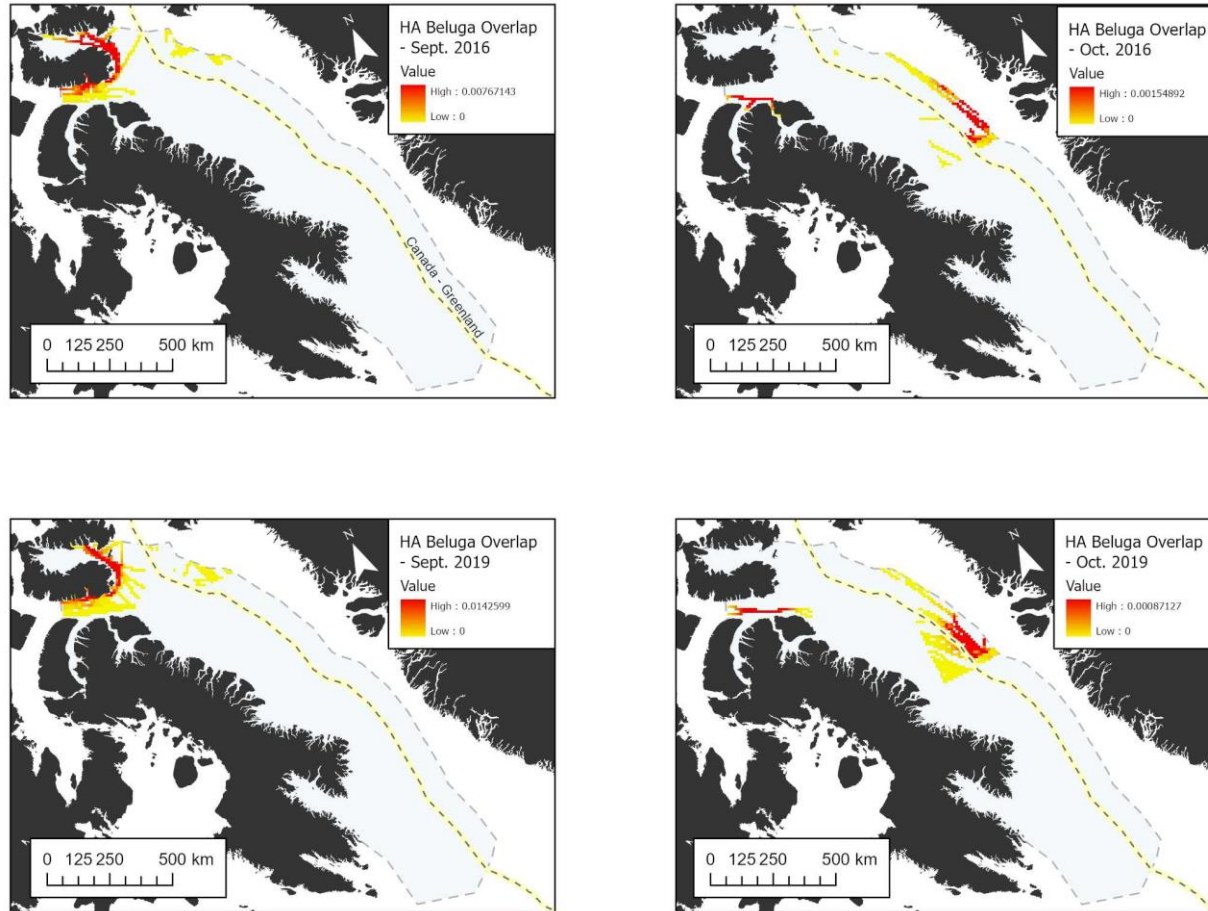 HA Beluga Overlap
- Sept. 2016
Value
High : 0.00767143
Low : 0
N
Canada - Greenland
0 125 250 500 km
HA Beluga Overlap
- Oct. 2016
Value
High : 0.00154892
Low : 0
N
0 125 250 500 km
HA Beluga Overlap
- Sept. 2019
Value
High : 0.0142599
Low : 0
N
0 125 250 500 km
HA Beluga Overlap
- Oct. 2019
Value
High : 0.00087127
Low : 0
N
0 125 250 500 km